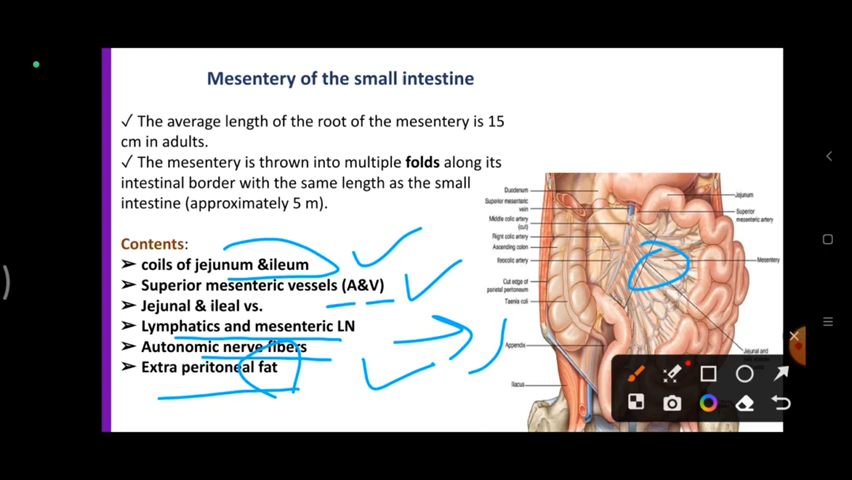 Mesentery of the small intestine
✓ The average length of the root of the mesentery is 15
cm in adults.
✓ The mesentery is thrown into multiple folds along its
intestinal border with the same length as the small
intestine (approximately 5 m).
Contents:
➤ coils of jejunum &ileum
➤ Superior mesenteric vessels (A&V)
➤ Jejunal & ileal vs.
➤ Lymphatics and mesenteric LN
➤ Autonomic nerve fibers
➤ Extra peritoneal fat
Duodenum
Superior mesenteric
vein
Middle colic artery
(cut)
Right colic artery
Ascending colon
Ileocolic artery
Cut edge of
parietal peritoneum
Taenis coli
Appendix
Iliacus
Jejunum
Superior
mesenteric artery
Mesentery
Jejunal and